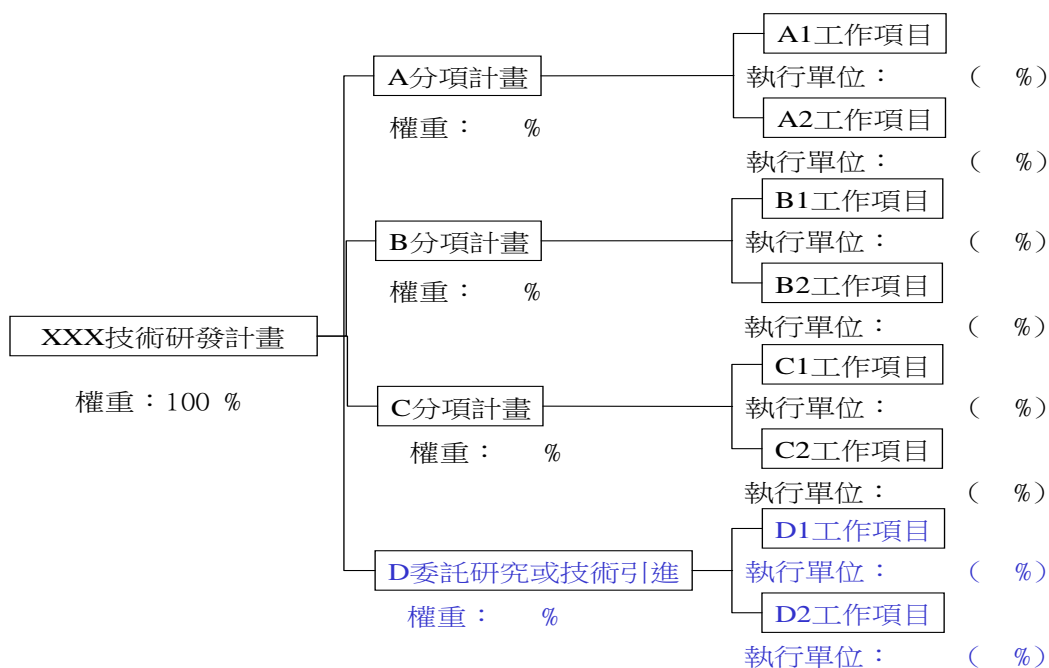 XXX技術研發計畫
權重：100 %
A分項計畫
權重：　　%
A1工作項目
執行單位：　　(　%)
A2工作項目
執行單位：　　(　%)
B分項計畫
權重：　　%
B1工作項目
執行單位：　　(　%)
B2工作項目
執行單位：　　(　%)
C分項計畫
權重：　　%
C1工作項目
執行單位：　　(　%)
C2工作項目
執行單位：　　(　%)
D委託研究或技術引進
權重：　　%
D1工作項目
執行單位：　　(　%)
D2工作項目
執行單位：　　(　%)